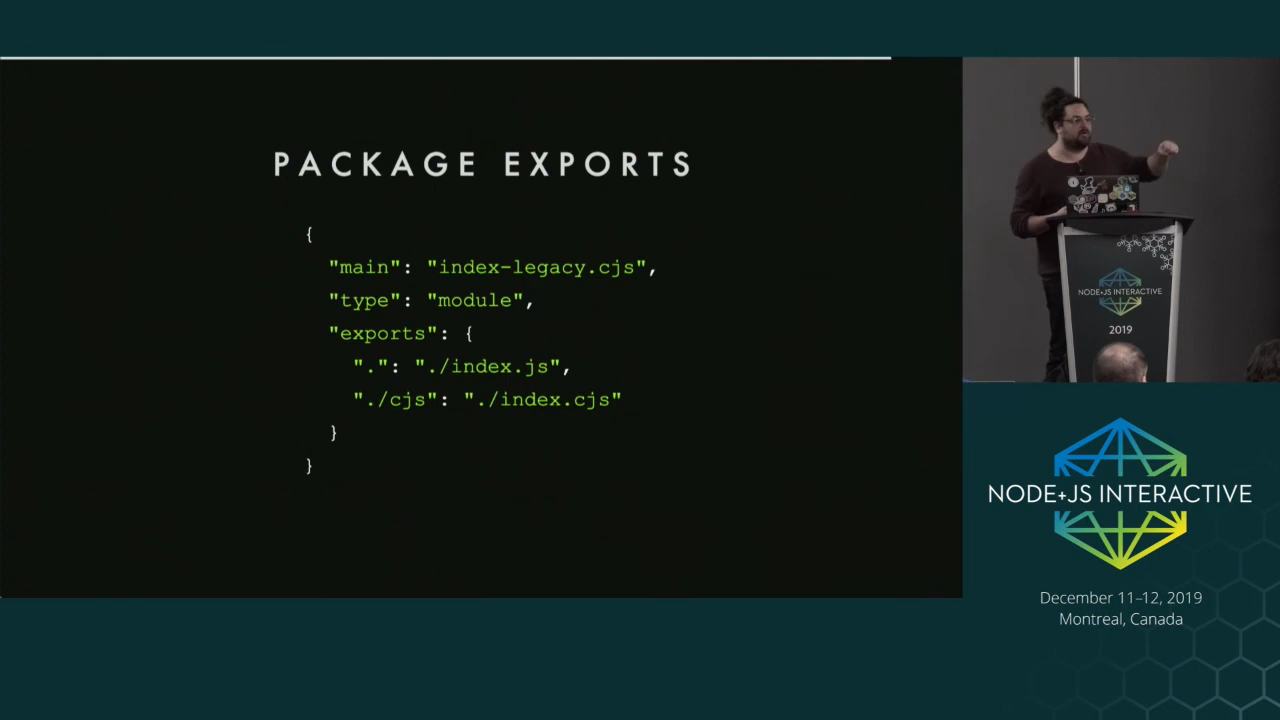 PACKAGE EXPORTS
{
"main": "index-legacy.cjs",
"type": "module",
"exports": {
".": "./index.js",
"./cjs": "./index.cjs"
}
}
NODE+JS INTERACTIVE
2019
NODE+JS INTERACTIVE
December 11–12, 2019
Montreal, Canada